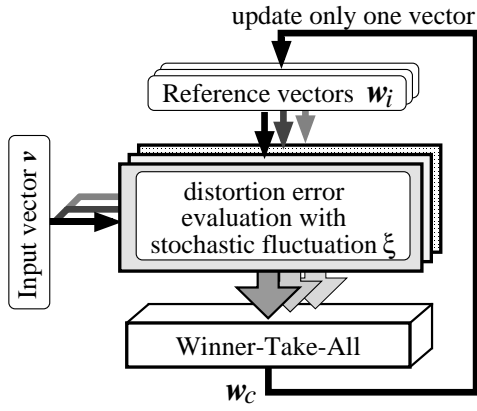 update only one vector
Reference vectors w_i
Input vector v
distortion error
evaluation with
stochastic fluctuation ξ
Winner-Take-All
w_c